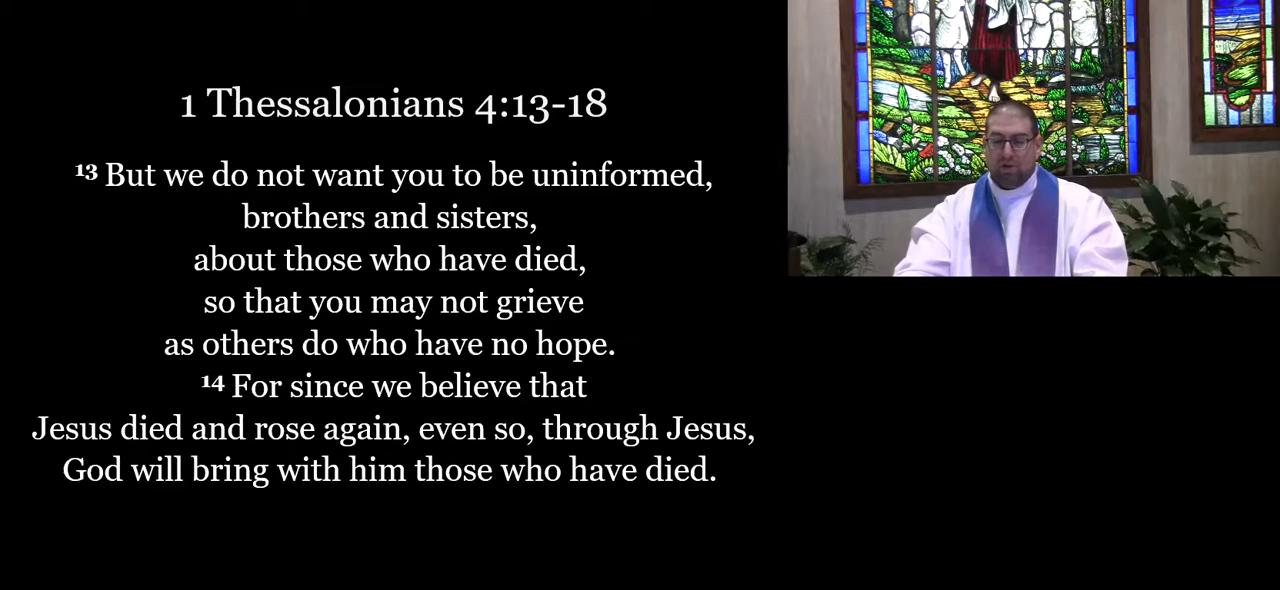 1 Thessalonians 4:13-18
13 But we do not want you to be uninformed,
brothers and sisters,
about those who have died,
so that you may not grieve
as others do who have no hope.
14 For since we believe that
Jesus died and rose again, even so, through Jesus,
God will bring with him those who have died.